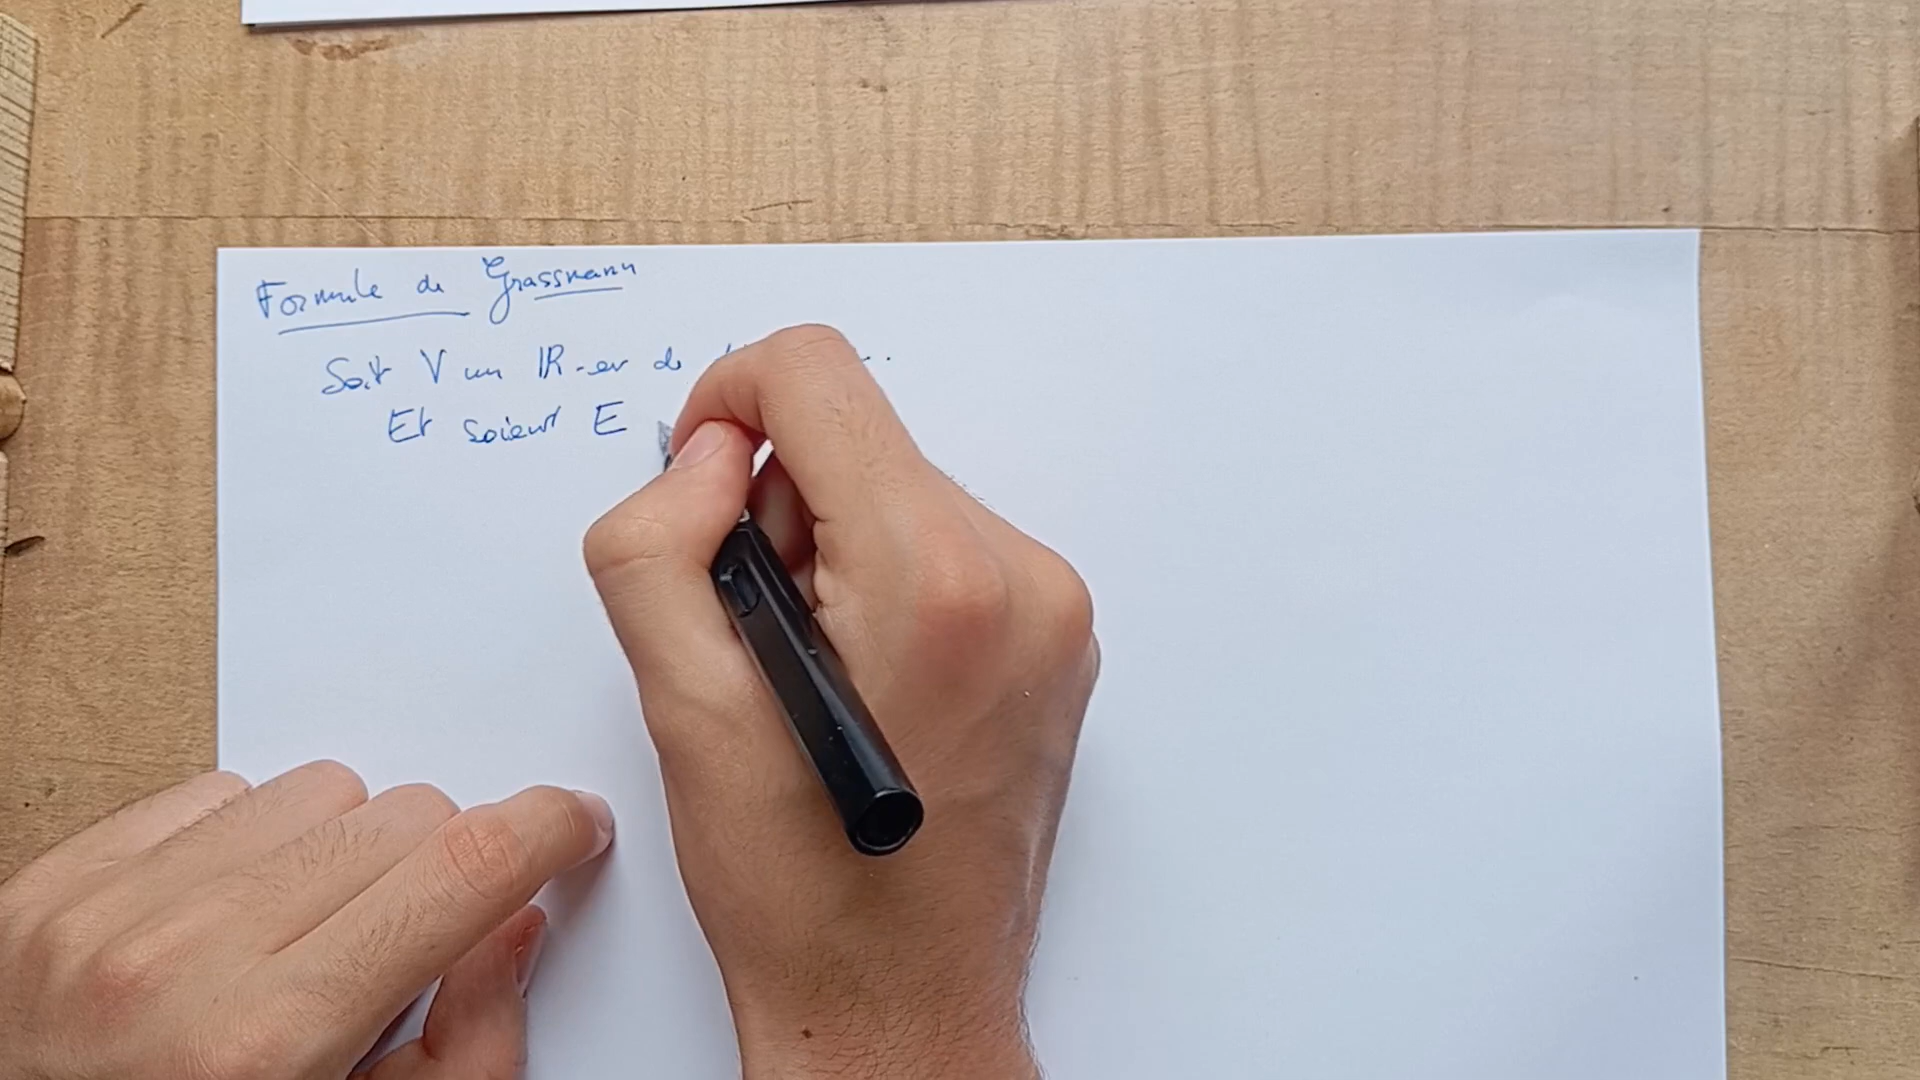 Formule de Grassmann
Soit V un IR-ev de
Et soient E